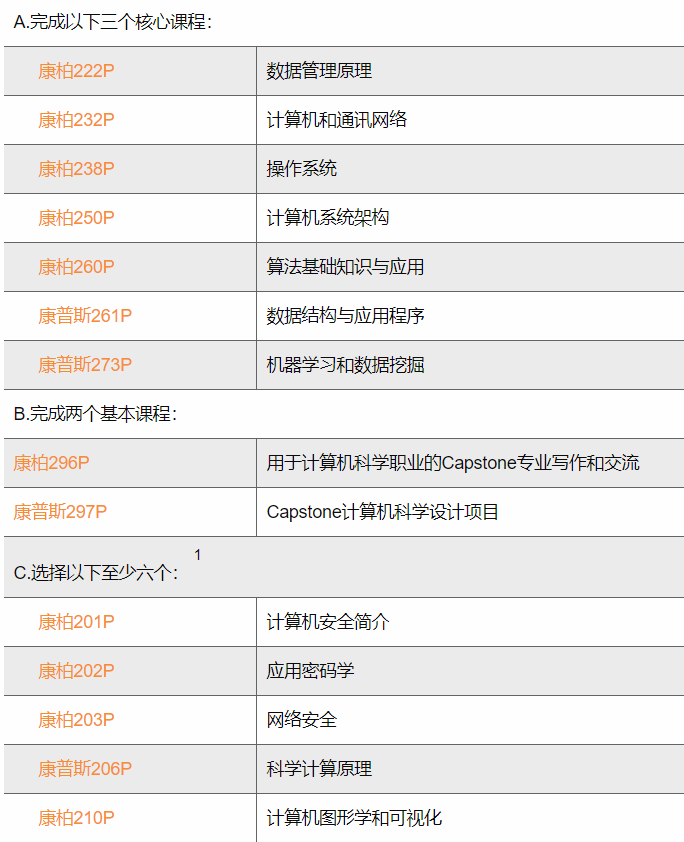 A.完成以下三个核心课程：
康柏222P 数据管理原理
康柏232P 计算机和通讯网络
康柏238P 操作系统
康柏250P 计算机系统架构
康柏260P 算法基础知识与应用
康普斯261P 数据结构与应用程序
康普斯273P 机器学习和数据挖掘
B.完成两个基本课程：
康柏296P 用于计算机科学职业的Capstone专业写作和交流
康普斯297P Capstone计算机科学设计项目
C.选择以下至少六个： 1
康柏201P 计算机安全简介
康柏202P 应用密码学
康柏203P 网络安全
康普斯206P 科学计算原理
康柏210P 计算机图形学和可视化